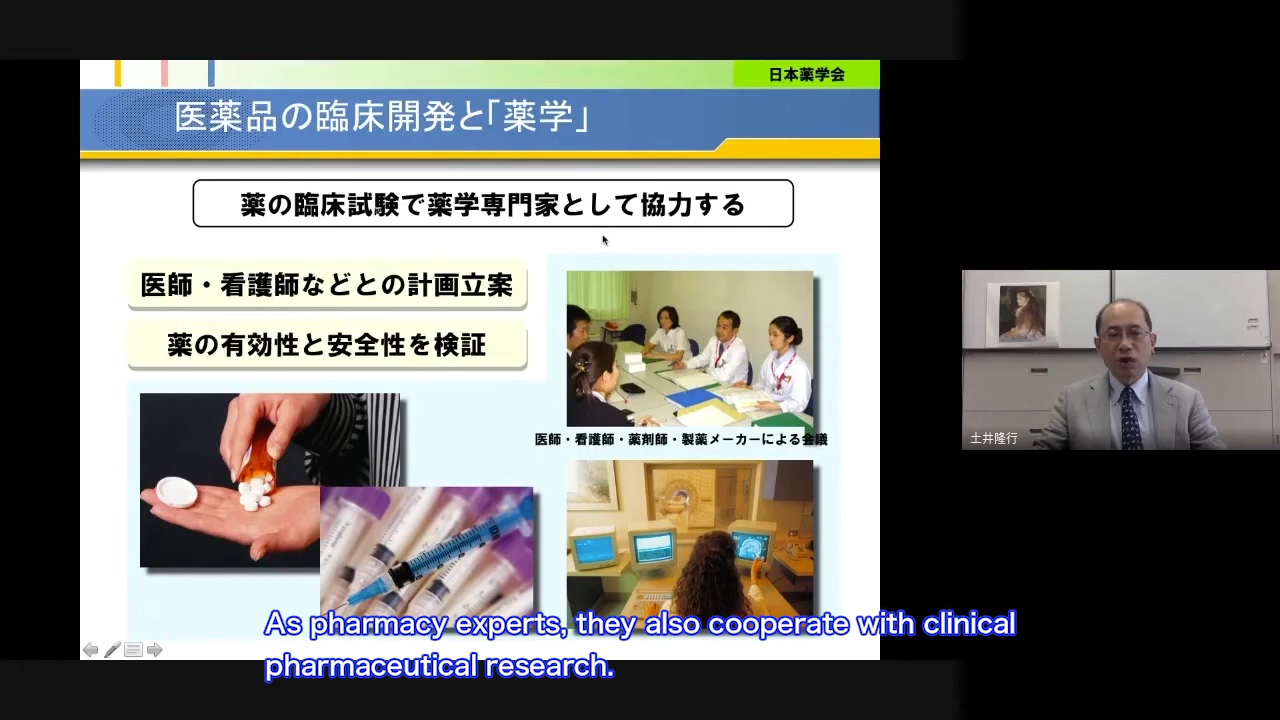 日本薬学会
医薬品の臨床開発と「薬学」
薬の臨床試験で薬学専門家として協力する
医師・看護師などとの計画立案
薬の有効性と安全性を検証
医師・看護師・薬剤師・製薬メーカーによる会議
土井隆行
As pharmacy experts, they also cooperate with clinical
pharmaceutical research.